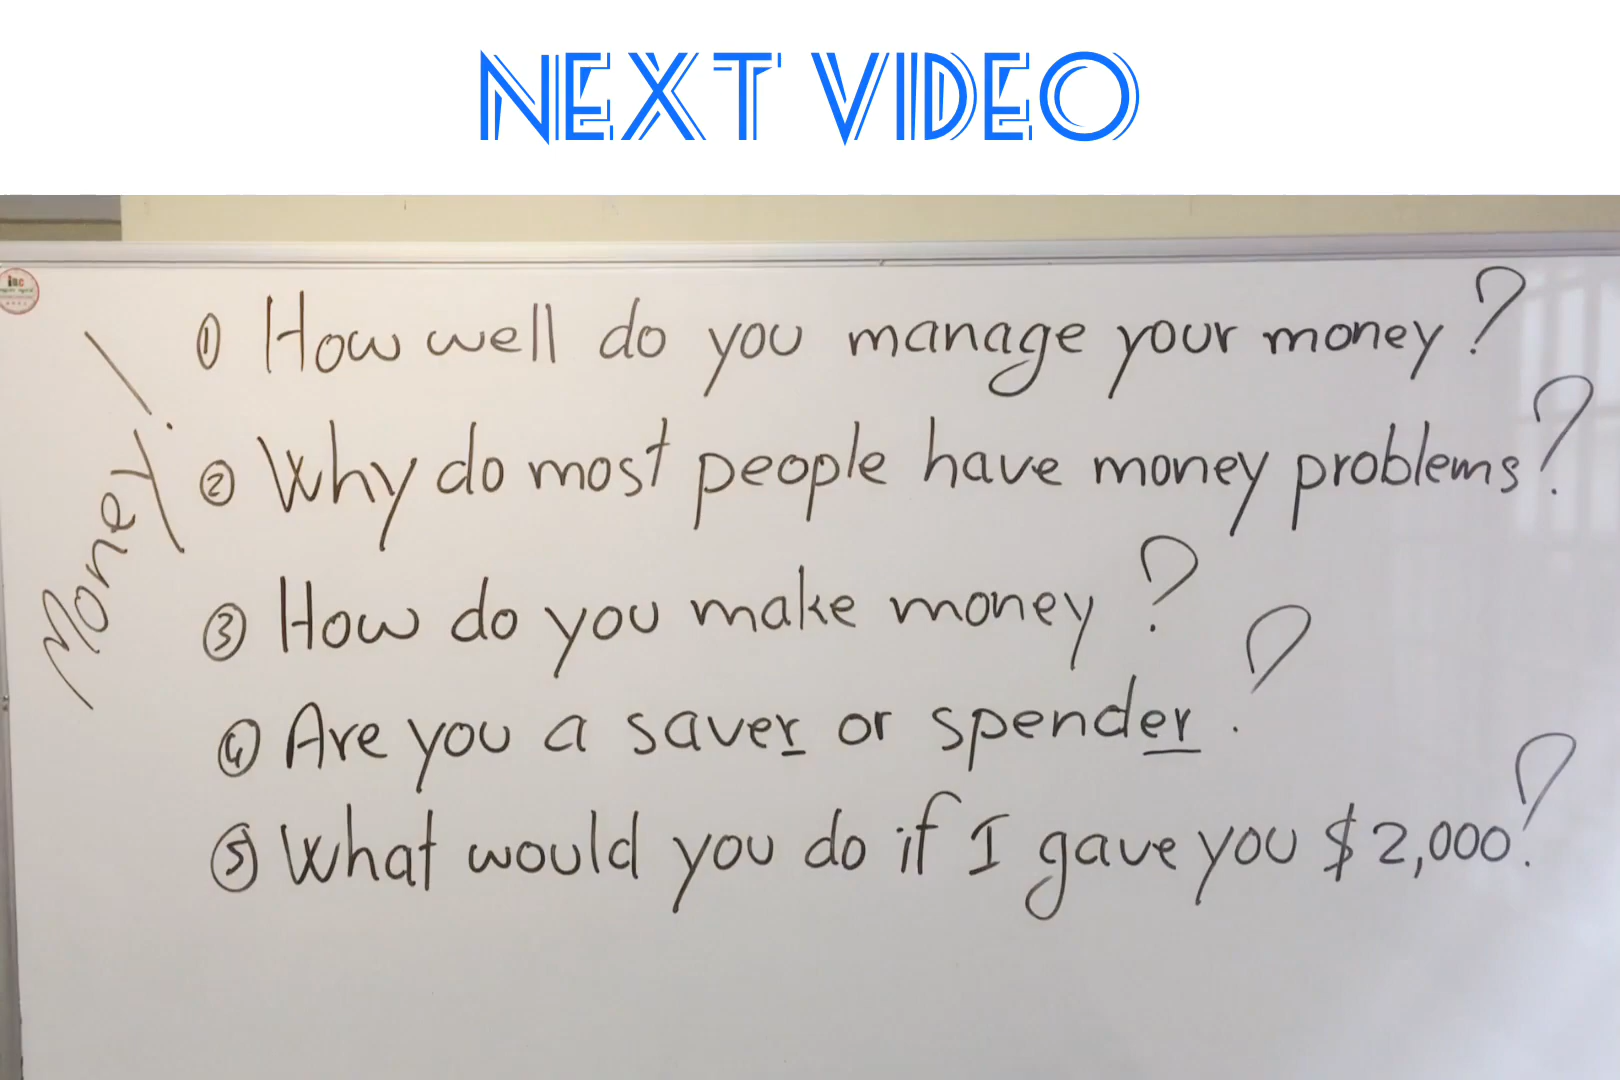 NEXT VIDEO
Money!
① How well do you manage your money?
② Why do most people have money problems?
③ How do you make money?
④ Are you a saver or spender?
⑤ What would you do if I gave you $2,000?